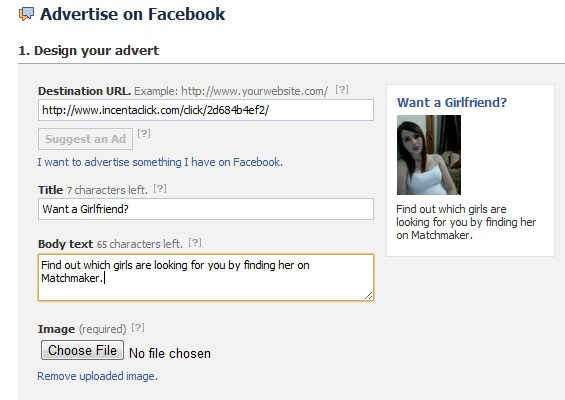 Advertise on Facebook
1. Design your advert
Destination URL. Example: http://www.yourwebsite.com/ [?]
http://www.incentaclick.com/click/2d684b4ef2/
Suggest an Ad [?]
I want to advertise something I have on Facebook.
Title 7 characters left. [?]
Want a Girlfriend?
Body text 65 characters left. [?]
Find out which girls are looking for you by finding her on
Matchmaker.
Image (required) [?]
Choose File No file chosen
Remove uploaded image.
Want a Girlfriend?
Find out which girls are
looking for you by finding her
on Matchmaker.